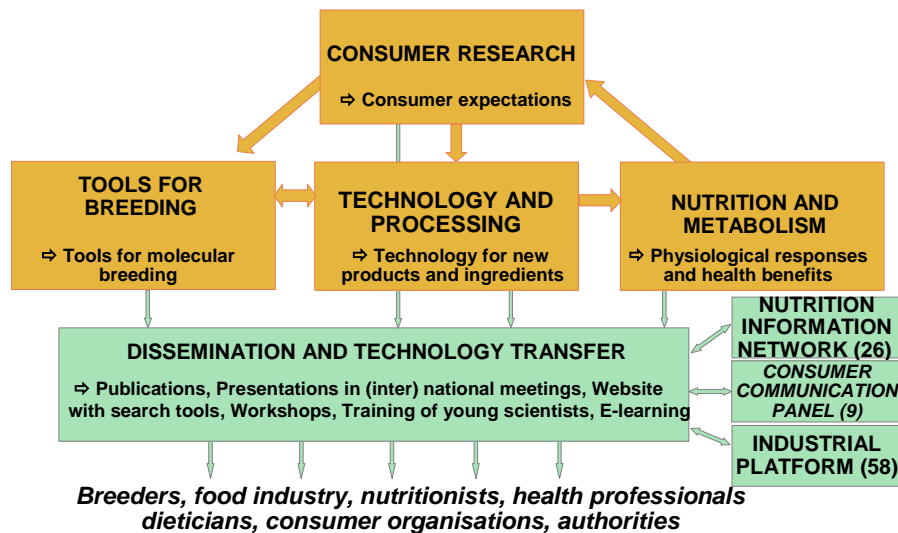 CONSUMER RESEARCH
⇨ Consumer expectations
TOOLS FOR
BREEDING
⇨ Tools for molecular
breeding
TECHNOLOGY AND
PROCESSING
⇨ Technology for new
products and ingredients
NUTRITION AND
METABOLISM
⇨ Physiological responses
and health benefits
DISSEMINATION AND TECHNOLOGY TRANSFER
⇨ Publications, Presentations in (inter) national meetings, Website
with search tools, Workshops, Training of young scientists, E-learning
NUTRITION
INFORMATION
NETWORK (26)
CONSUMER
COMMUNICATION
PANEL (9)
INDUSTRIAL
PLATFORM (58)
Breeders, food industry, nutritionists, health professionals
dieticians, consumer organisations, authorities